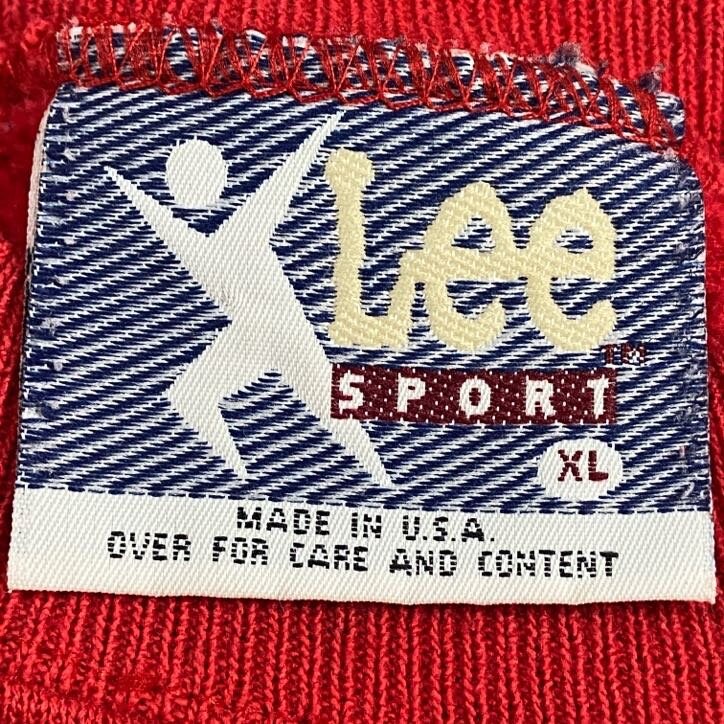 Lee
TM
SPORT
XL
MADE IN U.S.A.
OVER FOR CARE AND CONTENT